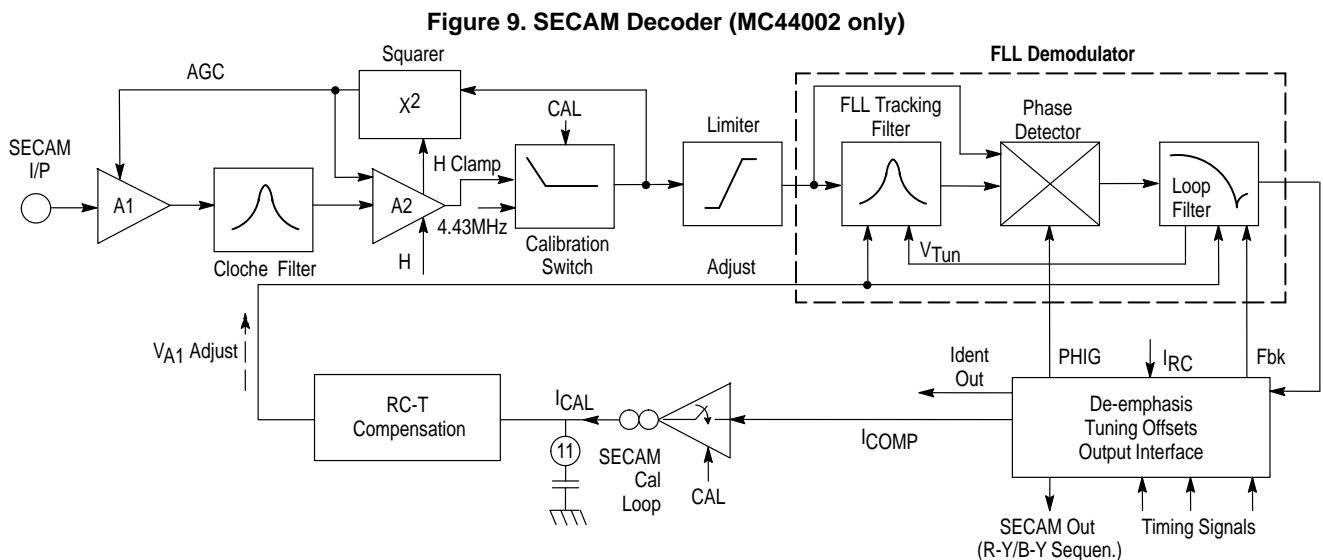 Figure 9. SECAM Decoder (MC44002 only)
Squarer
FLL Demodulator
AGC
X2
CAL
FLL Tracking
Filter
Phase
Detector
Limiter
SECAM
I/P
H Clamp
A1
A2
Loop
Filter
4.43MHz
Calibration
Switch
Cloche Filter
H
Adjust
VTun
VA1 Adjust
Ident
Out
PHIG
IRC
Fbk
RC-T
Compensation
ICAL
11
SECAM
Cal
Loop
CAL
ICOMP
De-emphasis
Tuning Offsets
Output Interface
SECAM Out
(R-Y/B-Y Sequen.)
Timing Signals